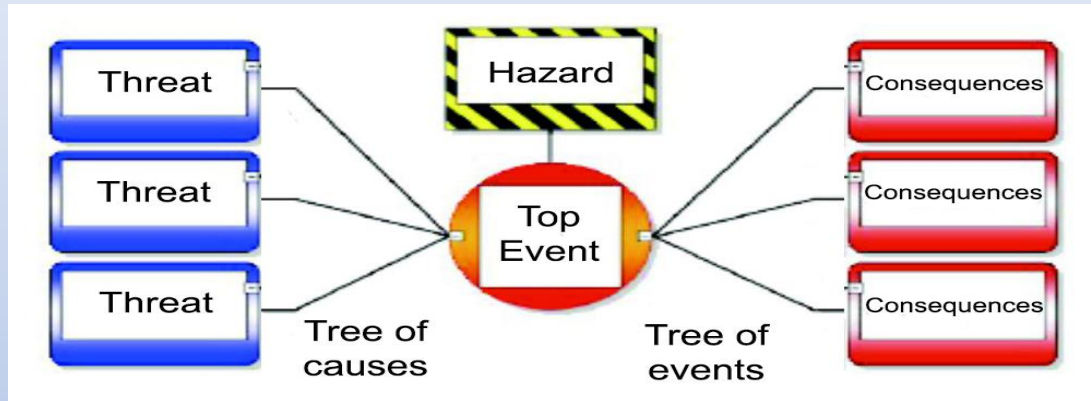 Threat
Threat
Threat
Hazard
Top
Event
Tree of
causes
Tree of
events
Consequences
Consequences
Consequences